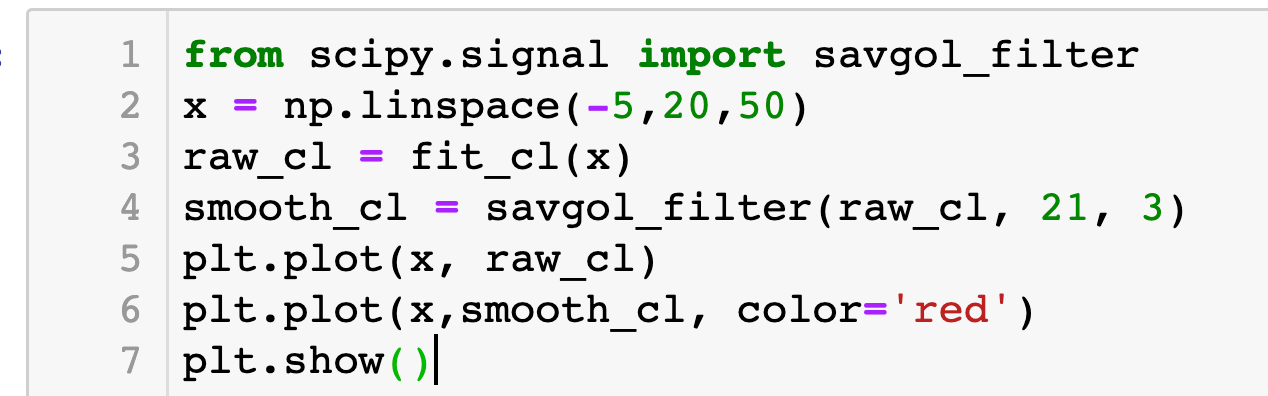 1 from scipy.signal import savgol_filter
2 x = np.linspace(-5,20,50)
3 raw_cl = fit_cl(x)
4 smooth_cl = savgol_filter(raw_cl, 21, 3)
5 plt.plot(x, raw_cl)
6 plt.plot(x,smooth_cl, color='red')
7 plt.show()